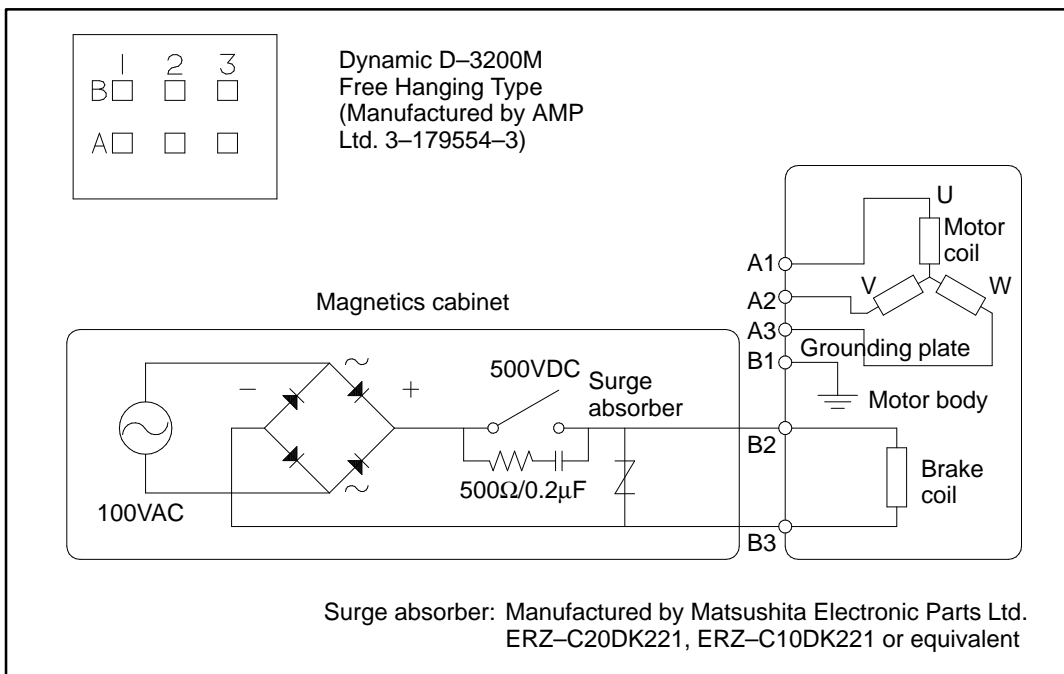 1 2 3
B
A
Dynamic D–3200M
Free Hanging Type
(Manufactured by AMP
Ltd. 3–179554–3)
U
Motor
coil
A1
V
W
A2
Magnetics cabinet
A3
Grounding plate
B1
~
–
+
500VDC
Surge
absorber
Motor body
B2
Brake
coil
500Ω/0.2μF
~
100VAC
B3
Surge absorber: Manufactured by Matsushita Electronic Parts Ltd.
ERZ–C20DK221, ERZ–C10DK221 or equivalent